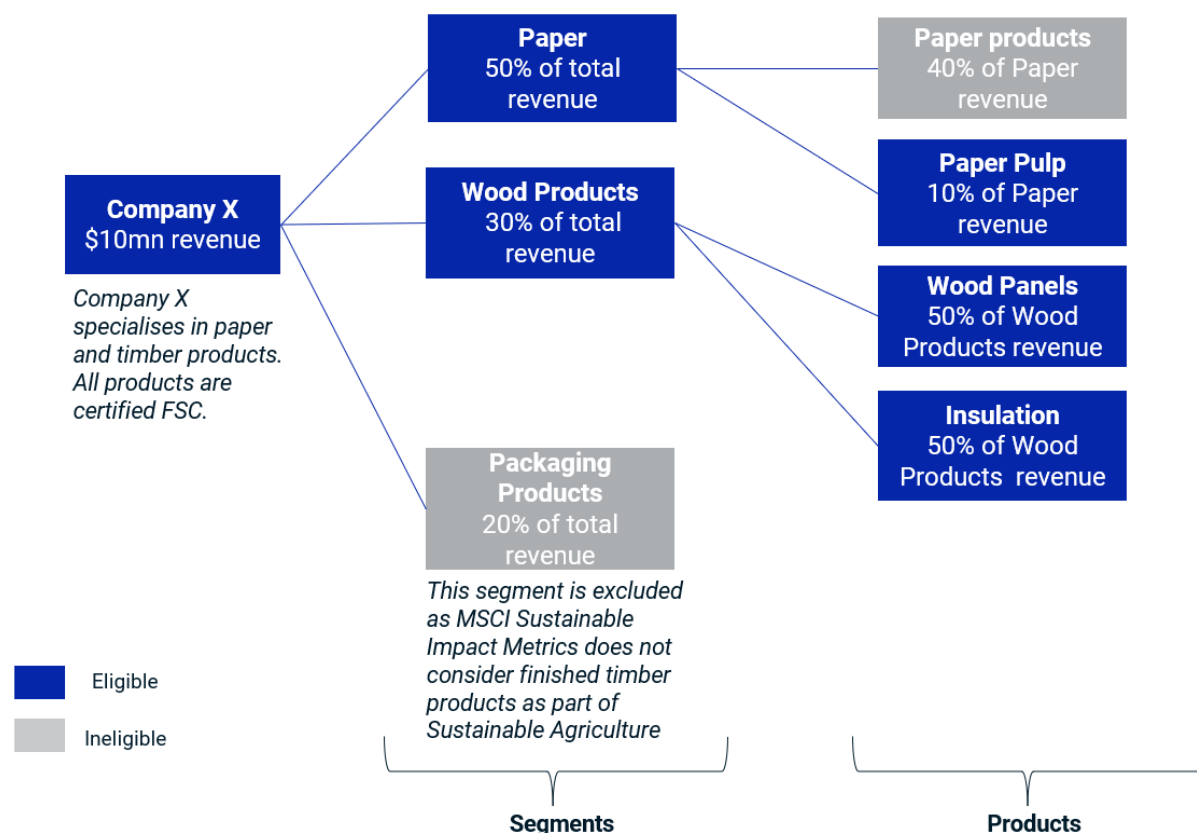 Paper
50% of total
revenue
Paper products
40% of Paper
revenue
Company X
$10mn revenue
Company X
specialises in paper
and timber products.
All products are
certified FSC.
Wood Products
30% of total
revenue
Paper Pulp
10% of Paper
revenue
Wood Panels
50% of Wood
Products revenue
Insulation
50% of Wood
Products revenue
Packaging
Products
20% of total
revenue
This segment is excluded
as MSCI Sustainable
Impact Metrics does not
consider finished timber
products as part of
Sustainable Agriculture
Eligible
Ineligible
Segments
Products